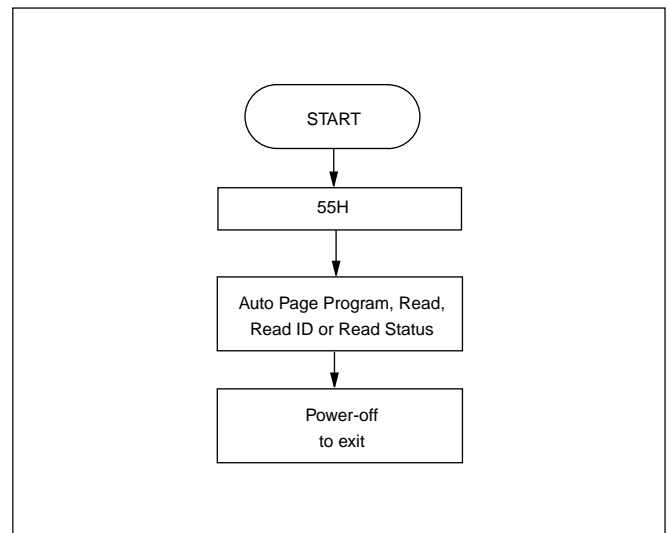 START
55H
Auto Page Program, Read,
Read ID or Read Status
Power-off
to exit